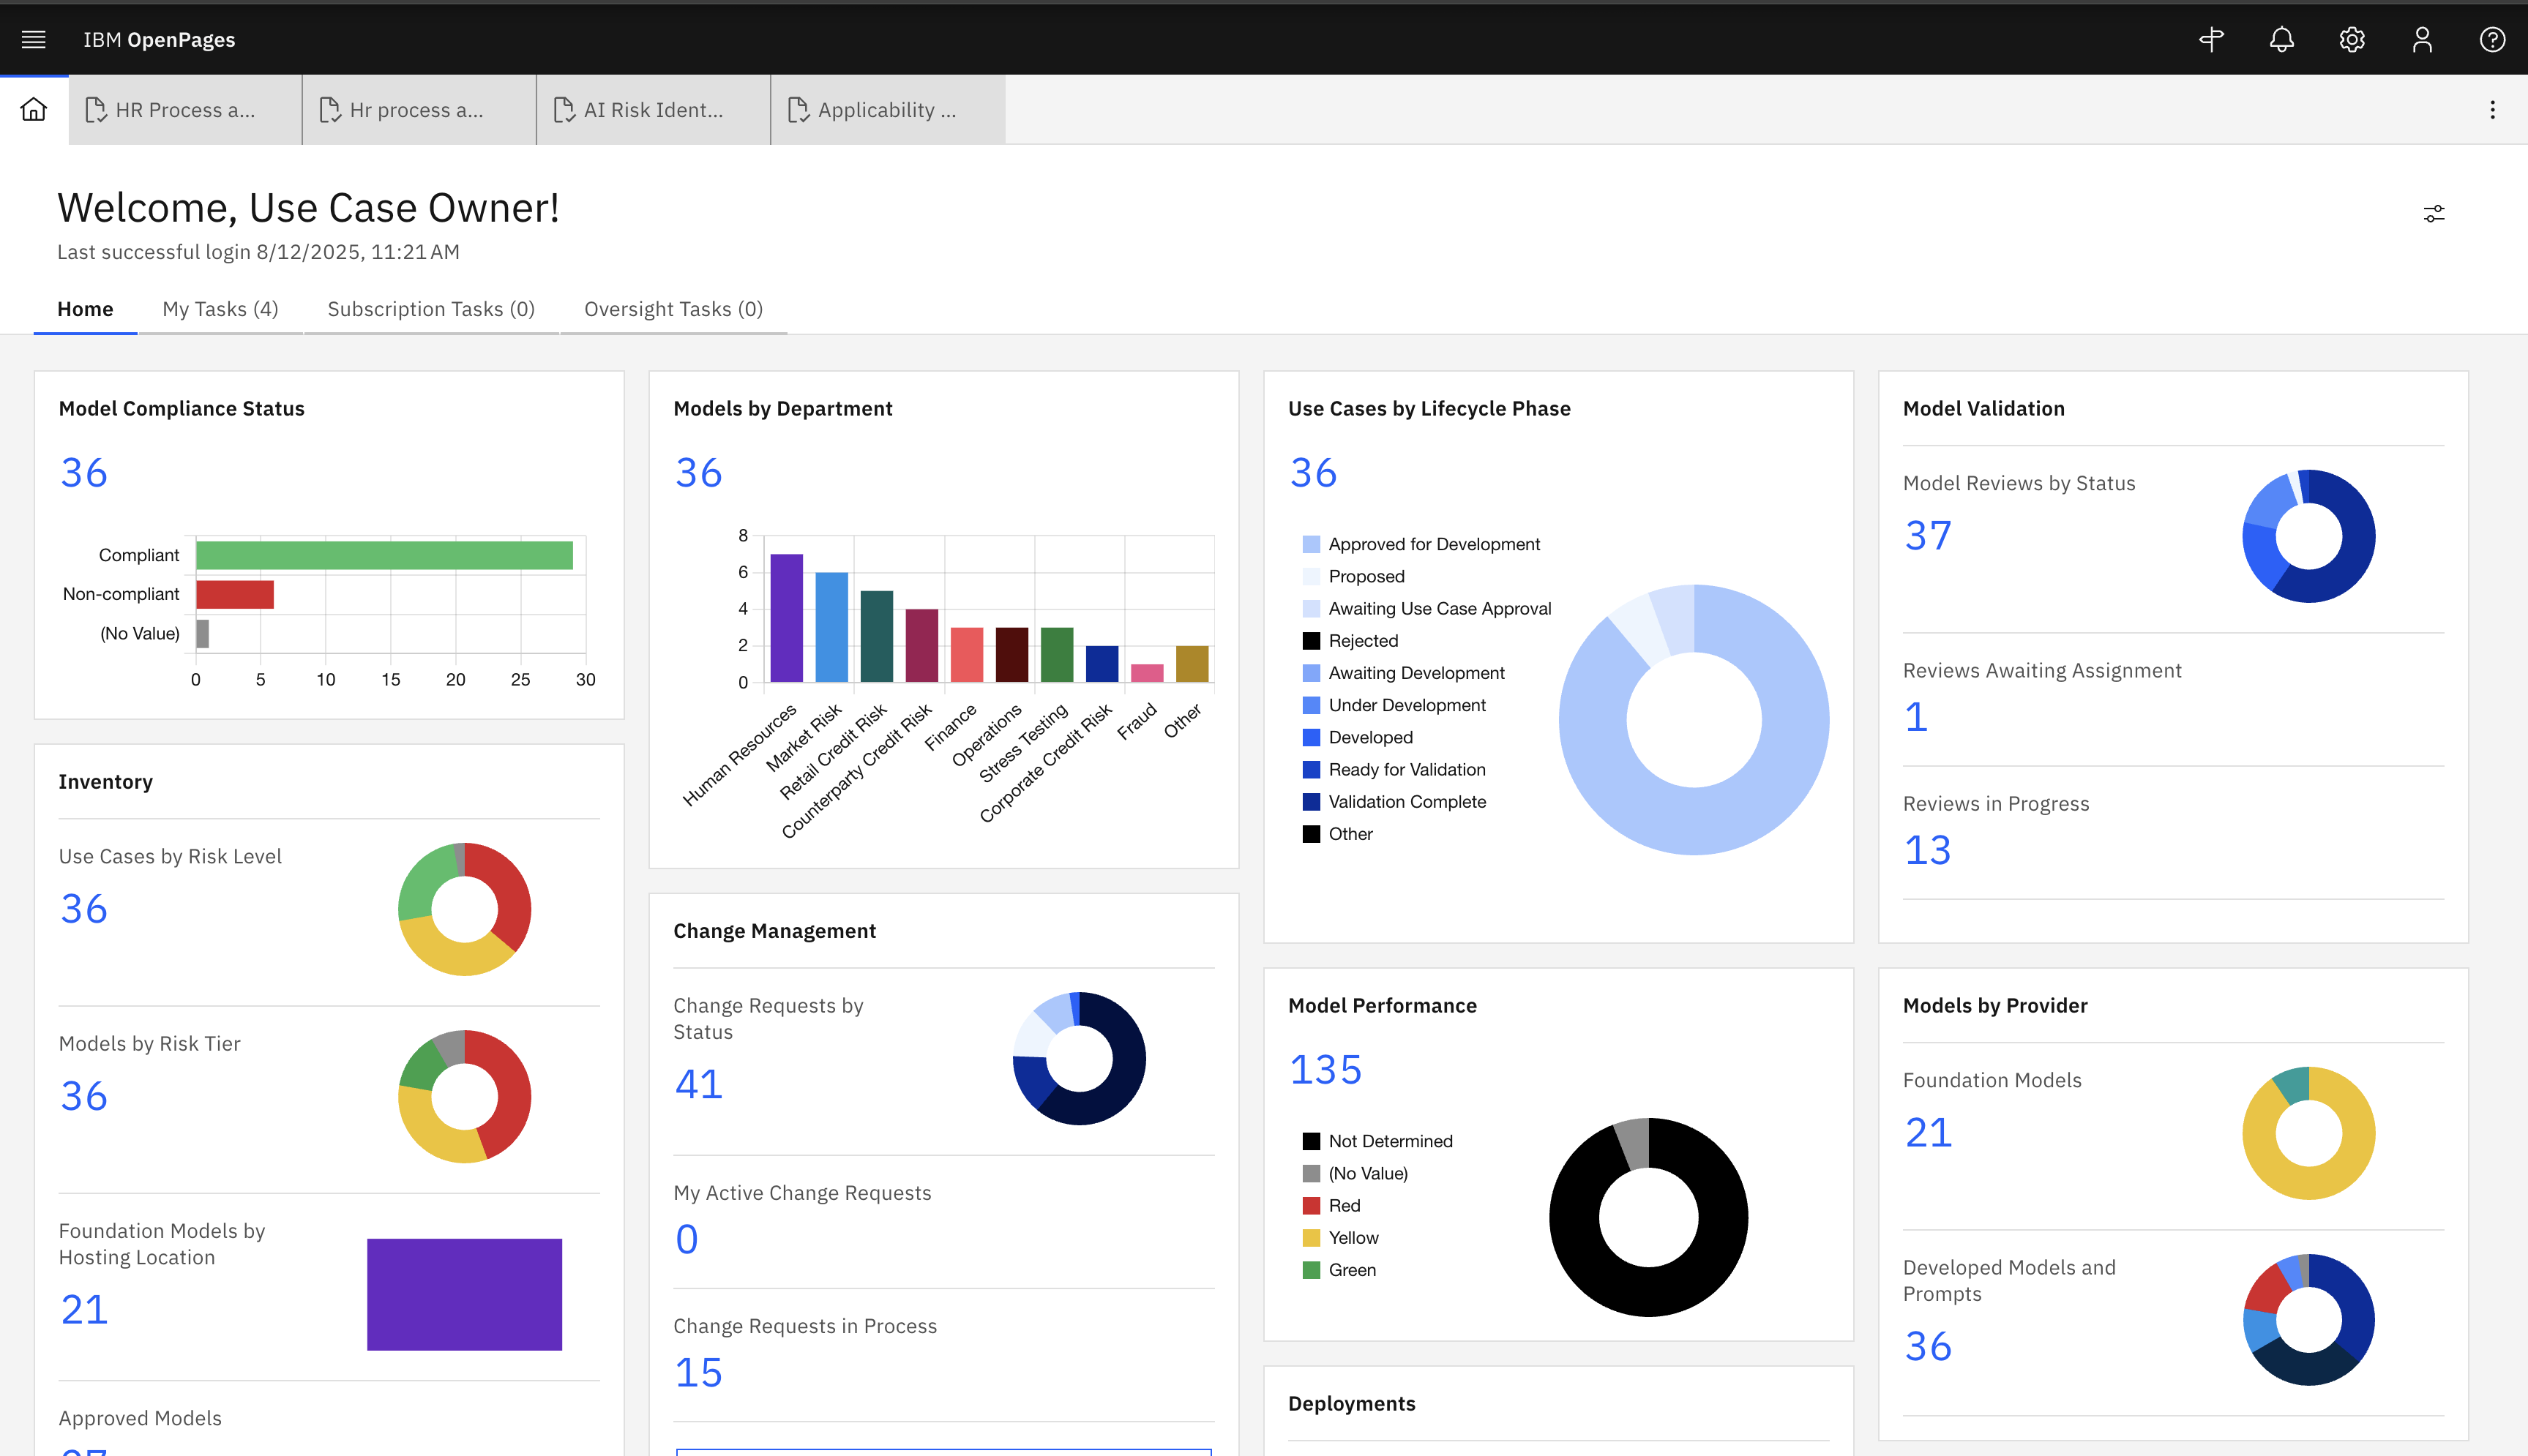 IBM OpenPages
HR Process a...
Hr process a...
AI Risk Ident...
Applicability ...
Welcome, Use Case Owner!
Last successful login 8/12/2025, 11:21 AM
Home
My Tasks (4)
Subscription Tasks (0)
Oversight Tasks (0)
Model Compliance Status
36
Compliant
Non-compliant
(No Value)
0 5 10 15 20 25 30
Inventory
Use Cases by Risk Level
36
Models by Risk Tier
36
Foundation Models by
Hosting Location
21
Approved Models
Models by Department
36
8
6
4
2
0
Human Resources
Market Risk
Retail Credit Risk
Counterparty Credit Risk
Finance
Operations
Stress Testing
Corporate Credit Risk
Fraud
Other
Change Management
Change Requests by
Status
41
My Active Change Requests
0
Change Requests in Process
15
Use Cases by Lifecycle Phase
36
Approved for Development
Proposed
Awaiting Use Case Approval
Rejected
Awaiting Development
Under Development
Developed
Ready for Validation
Validation Complete
Other
Model Performance
135
Not Determined
(No Value)
Red
Yellow
Green
Deployments
Model Validation
Model Reviews by Status
37
Reviews Awaiting Assignment
1
Reviews in Progress
13
Models by Provider
Foundation Models
21
Developed Models and
Prompts
36